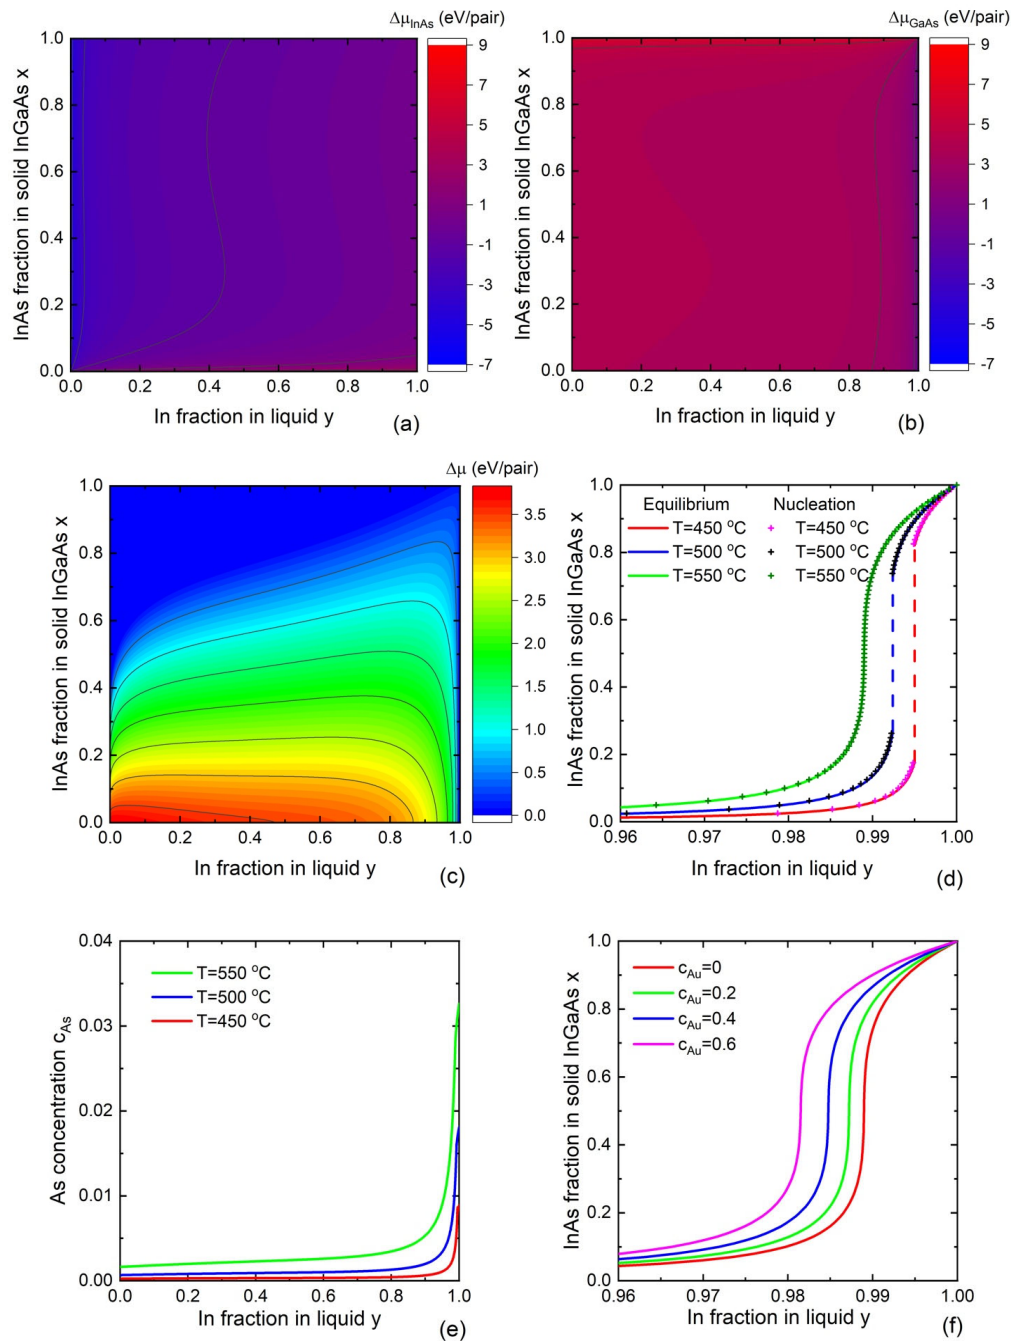 Δμ_InAs (eV/pair)
InAs fraction in solid InGaAs x
1.0
0.8
0.6
0.4
0.2
0.0
0.0 0.2 0.4 0.6 0.8 1.0
In fraction in liquid y
(a)
9
7
5
3
1
-1
-3
-5
-7
Δμ_GaAs (eV/pair)
InAs fraction in solid InGaAs x
1.0
0.8
0.6
0.4
0.2
0.0
0.0 0.2 0.4 0.6 0.8 1.0
In fraction in liquid y
(b)
9
7
5
3
1
-1
-3
-5
-7
Δμ (eV/pair)
InAs fraction in solid InGaAs x
1.0
0.8
0.6
0.4
0.2
0.0
0.0 0.2 0.4 0.6 0.8 1.0
In fraction in liquid y
(c)
3.5
3.0
2.5
2.0
1.5
1.0
0.5
0.0
InAs fraction in solid InGaAs x
1.0
0.8
0.6
0.4
0.2
0.0
Equilibrium Nucleation
T=450 °C T=450 °C
T=500 °C T=500 °C
T=550 °C T=550 °C
0.96 0.97 0.98 0.99 1.00
In fraction in liquid y
(d)
As concentration c_As
0.04
0.03
0.02
0.01
0.00
T=550 °C
T=500 °C
T=450 °C
0.0 0.2 0.4 0.6 0.8 1.0
In fraction in liquid y
(e)
InAs fraction in solid InGaAs x
1.0
0.8
0.6
0.4
0.2
0.0
c_Au=0
c_Au=0.2
c_Au=0.4
c_Au=0.6
0.96 0.97 0.98 0.99 1.00
In fraction in liquid y
(f)